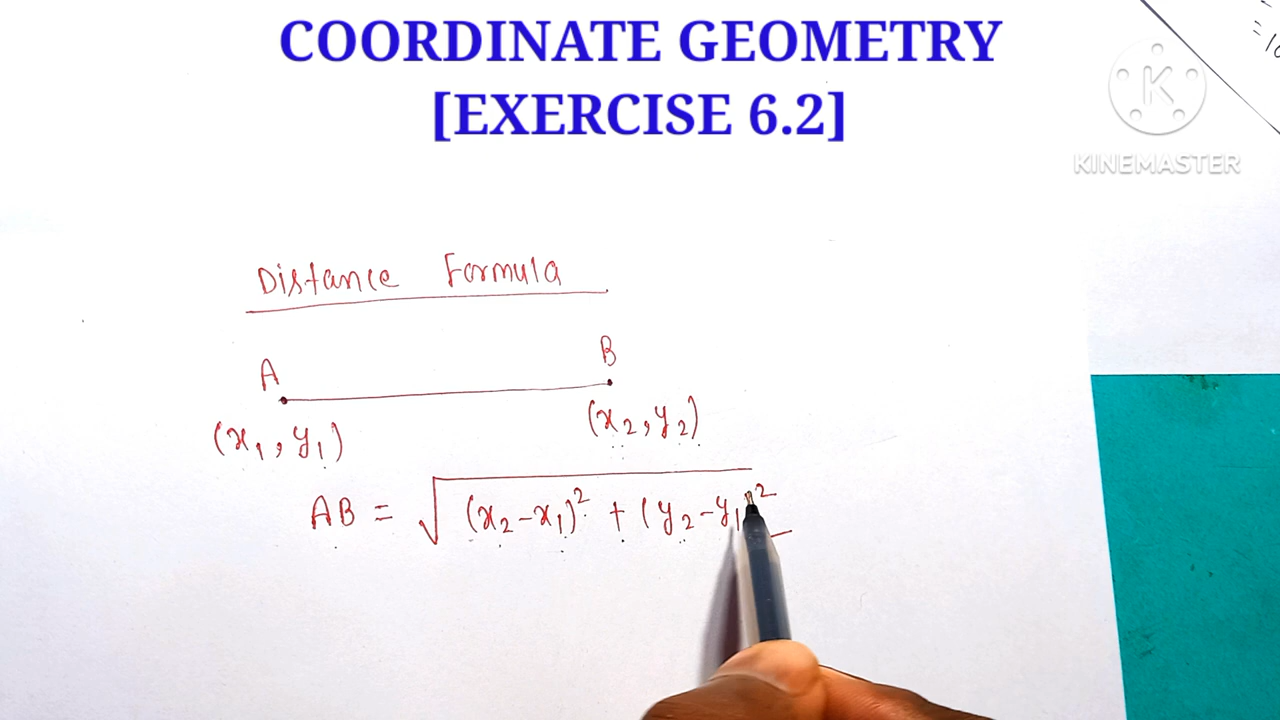 COORDINATE GEOMETRY
[EXERCISE 6.2]
KINEMASTER
Distance Formula
A B
(x₁, y₁) (x₂, y₂)
AB = √(x₂-x₁)² + (y₂-y₁)²